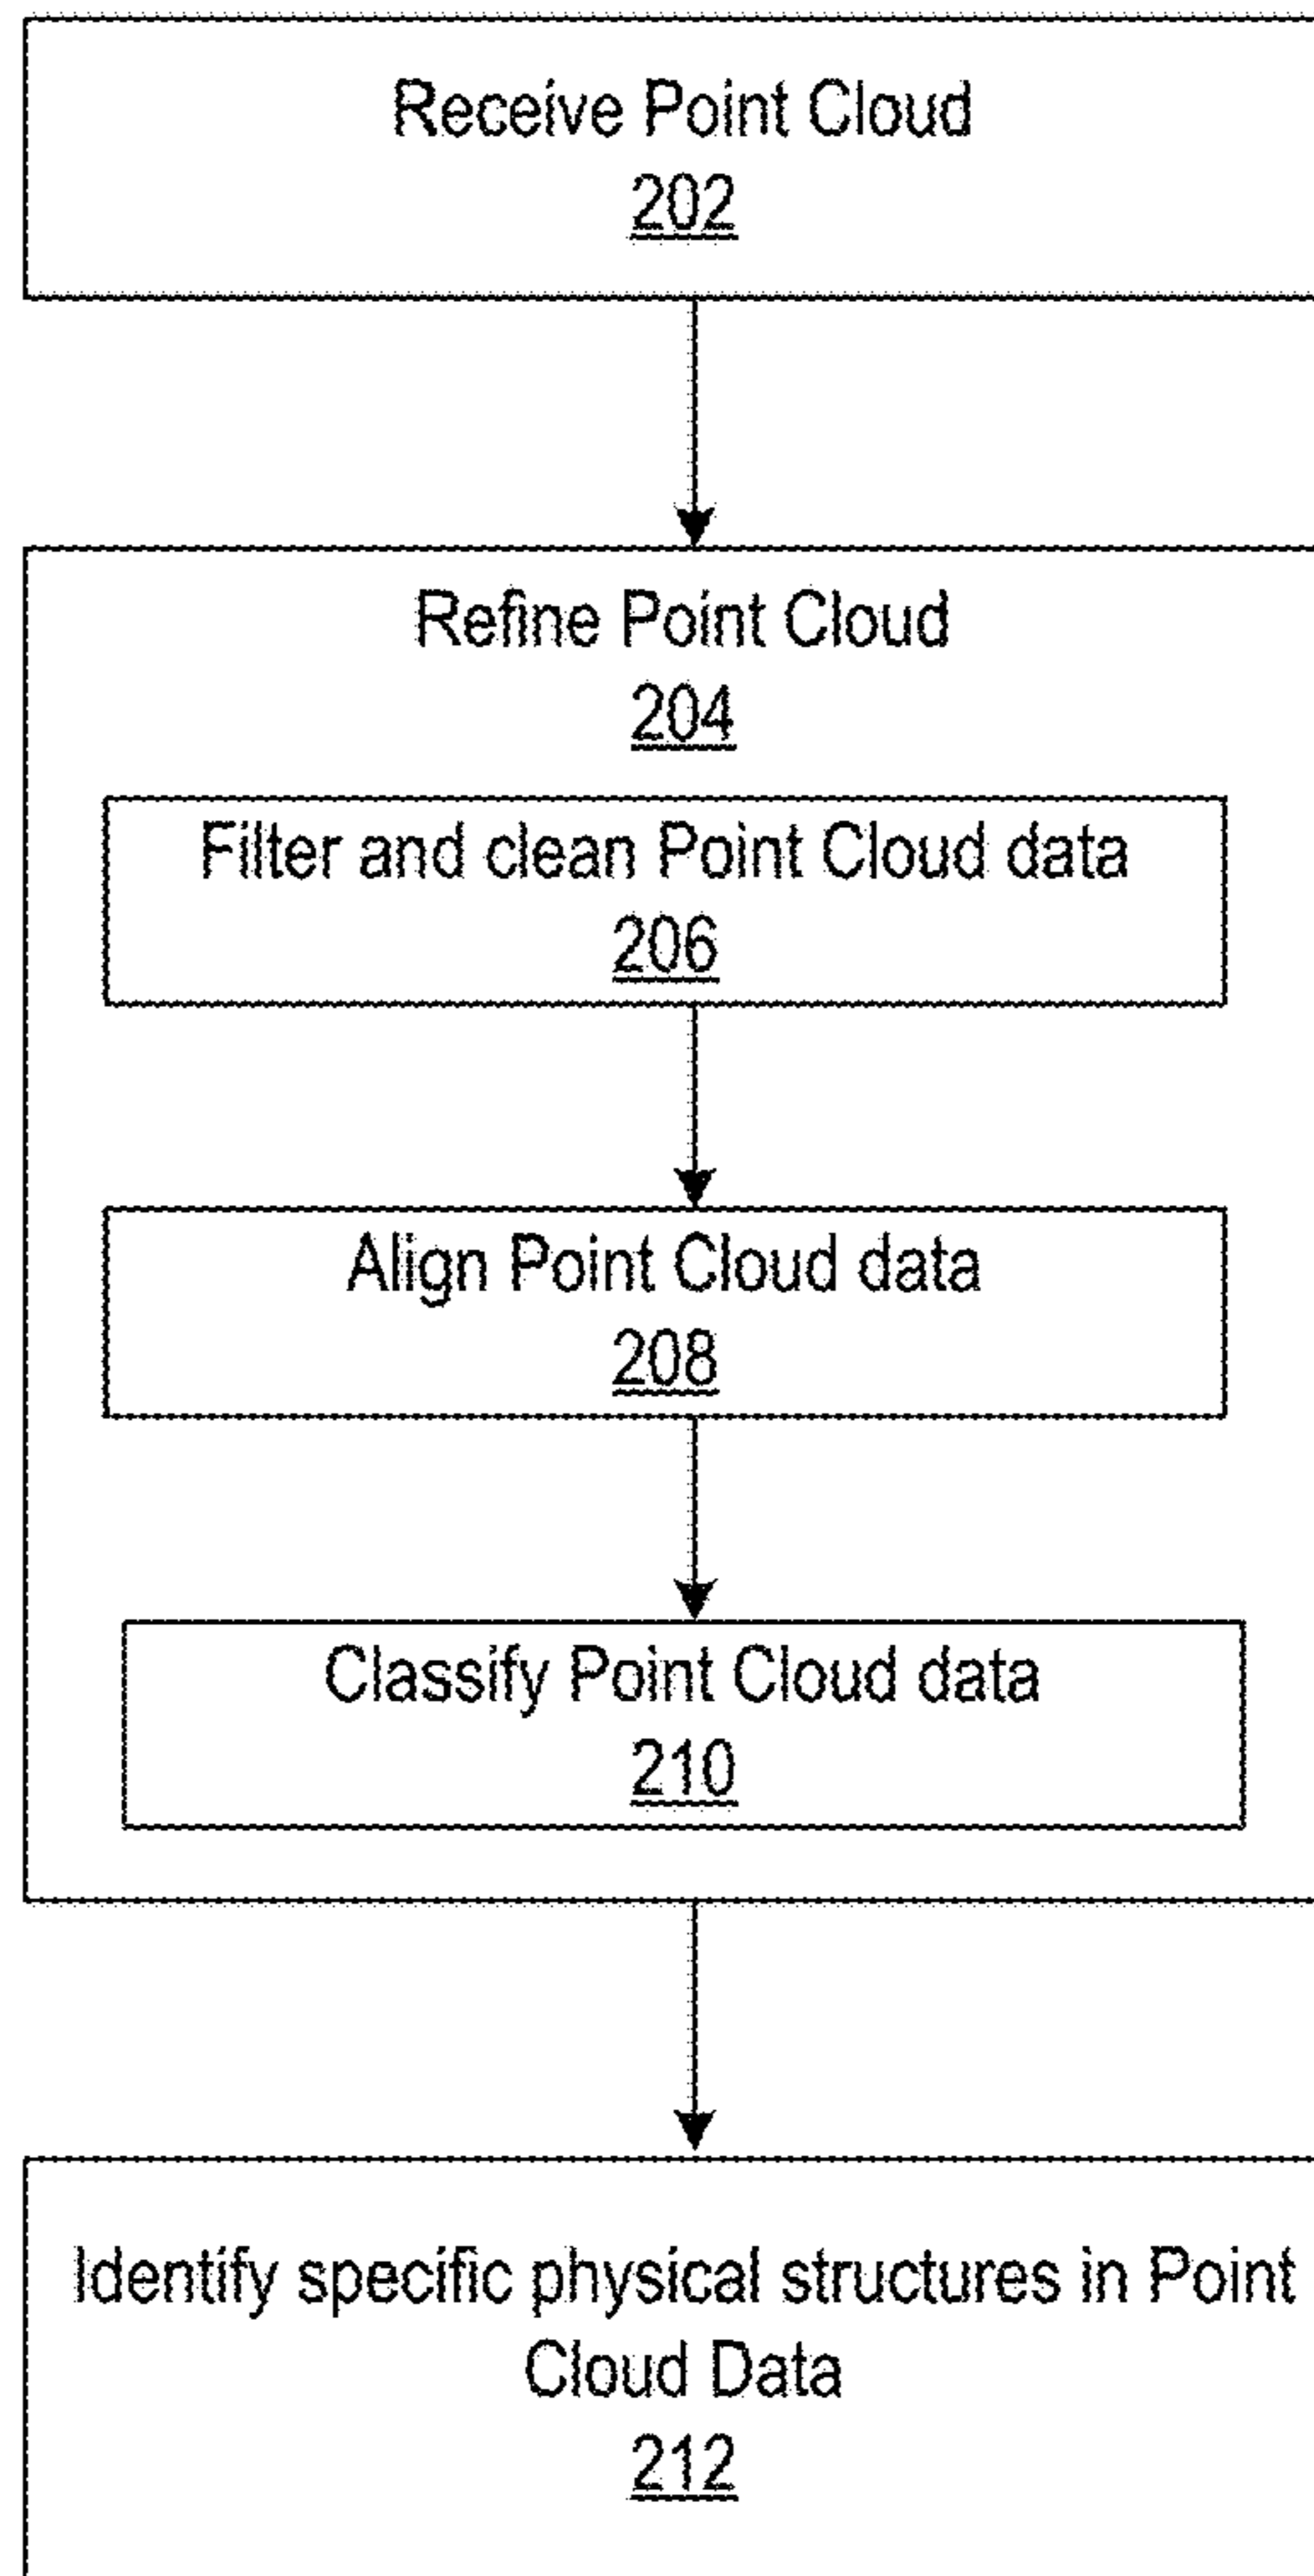 Receive Point Cloud
202
Refine Point Cloud
204
Filter and clean Point Cloud data
206
Align Point Cloud data
208
Classify Point Cloud data
210
Identify specific physical structures in Point
Cloud Data
212